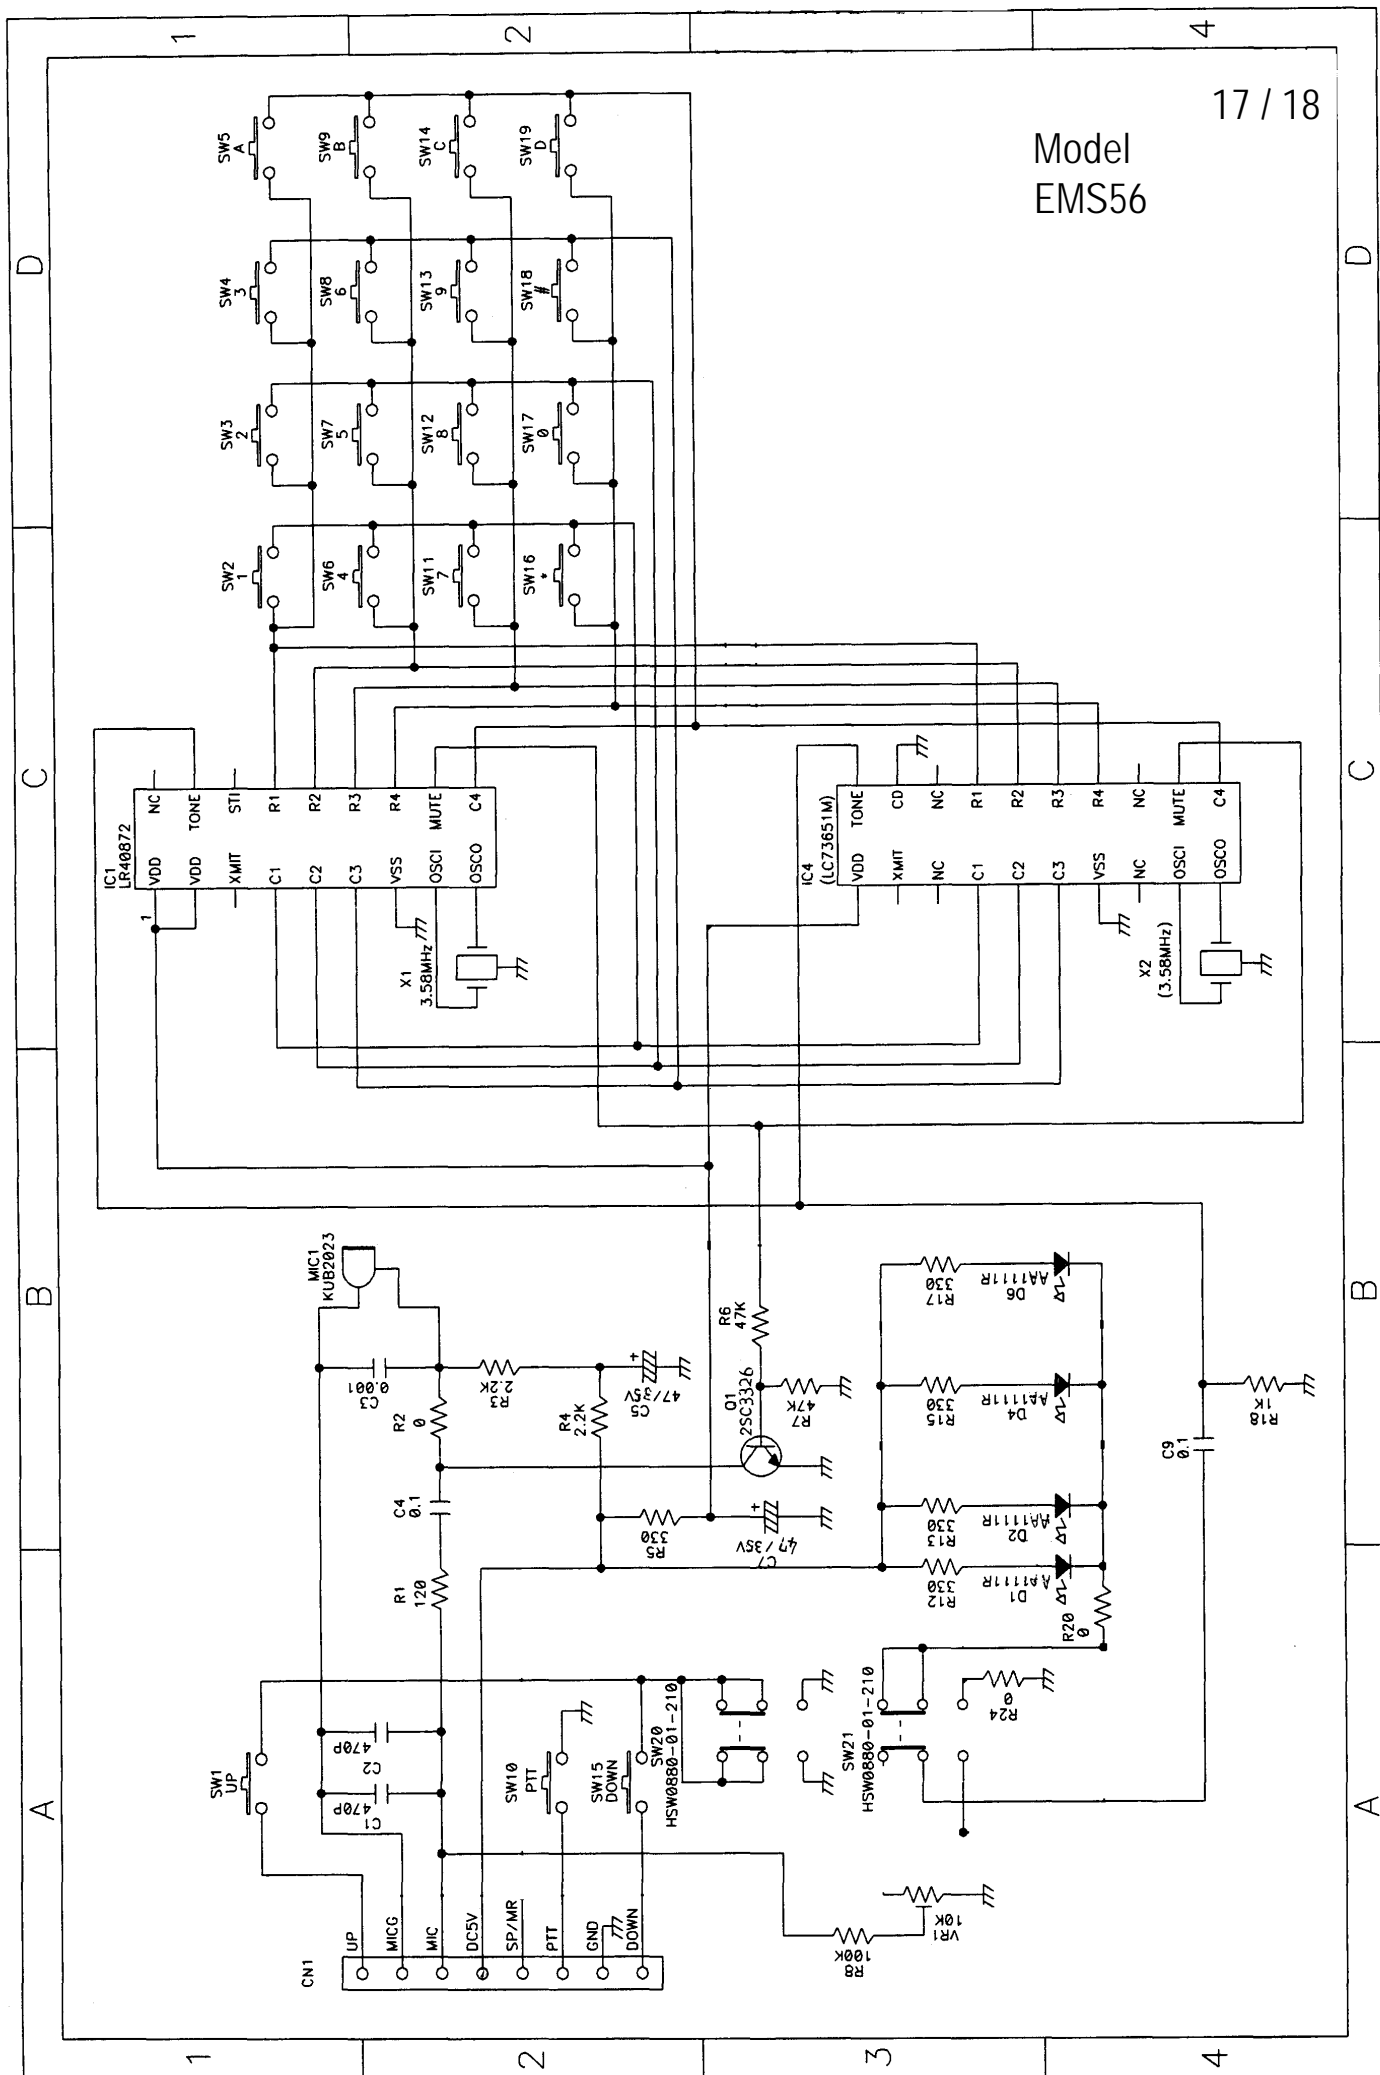 1
2
4
D
C
B
A
D
C
B
A
1
2
3
4
17 / 18
Model
EMS56
SW5
A
SW9
B
SW14
C
SW19
D
SW4
3
SW8
6
SW13
9
SW18
#
SW3
2
SW7
5
SW12
8
SW17
0
SW2
1
SW6
4
SW11
7
SW16
*
IC1
LR40872
1
VDD
VDD
XMIT
C1
C2
C3
VSS
OSCI
OSCO
NC
TONE
STI
R1
R2
R3
R4
MUTE
C4
X1
3.58MHz
IC4
(LC73651M)
VDD
XMIT
NC
C1
C2
C3
VSS
NC
OSCI
OSCO
TONE
CD
NC
R1
R2
R3
R4
NC
MUTE
C4
X2
(3.58MHz)
MIC1
KUB2023
C3
0.001
R2
0
R3
2.2K
R4
2.2K
C5
47/35V
C4
0.1
R1
120
R5
330
C7
47/35V
Q1
2SC3326
R6
47K
R7
47K
R17
330
D6
AA1111R
R15
330
D4
AA1111R
R13
330
D2
AA1111R
R12
330
D1
AA1111R
R20
0
C9
0.1
R18
1K
SW1
UP
C2
470P
C1
470P
SW10
PTT
SW15
DOWN
SW20
HSW0880-01-210
SW21
HSW0880-01-210
R24
0
R8
100K
VR1
10K
CN1
UP
MICG
MIC
DC5V
SP/MR
PTT
GND
DOWN